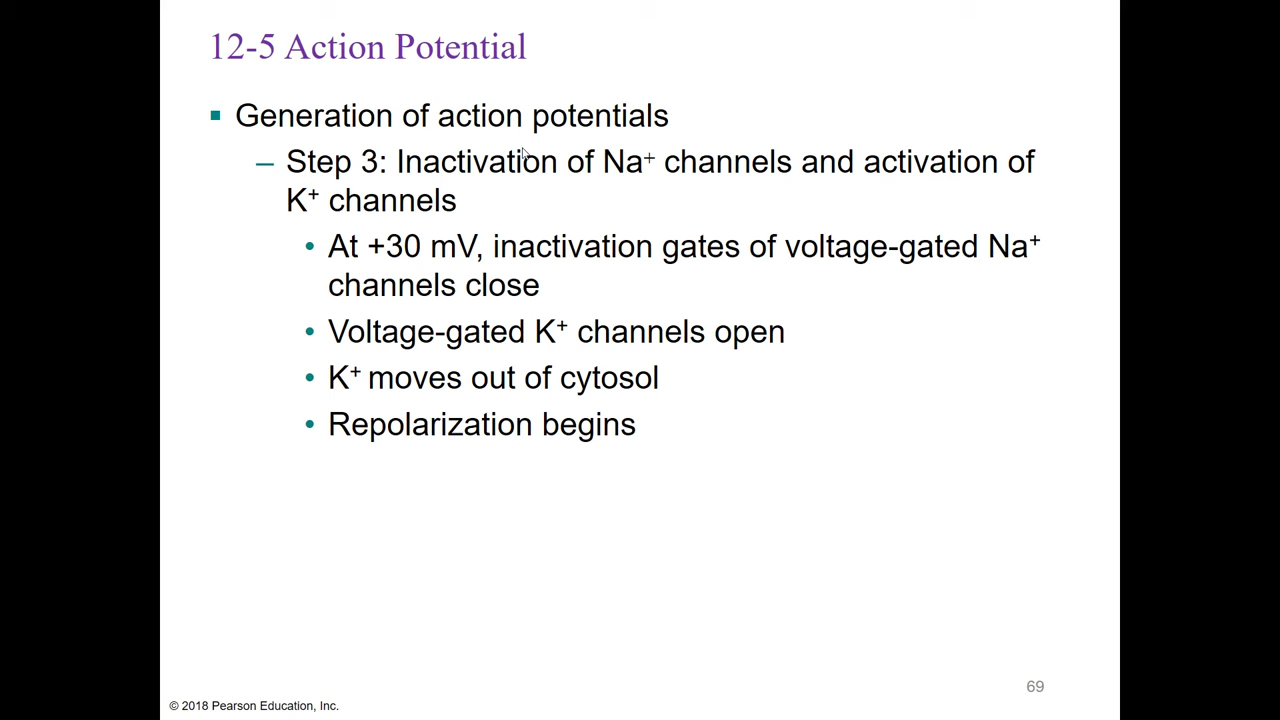 12-5 Action Potential
▪ Generation of action potentials
– Step 3: Inactivation of Na⁺ channels and activation of
K⁺ channels
• At +30 mV, inactivation gates of voltage-gated Na⁺
channels close
• Voltage-gated K⁺ channels open
• K⁺ moves out of cytosol
• Repolarization begins
69
© 2018 Pearson Education, Inc.